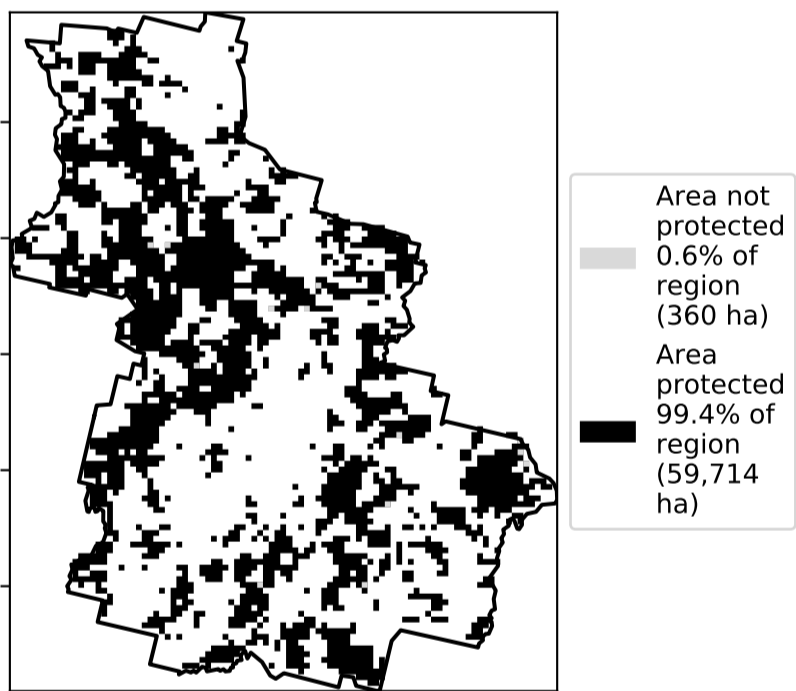 Area not
protected
0.6% of
region
(360 ha)
Area
protected
99.4% of
region
(59,714
ha)